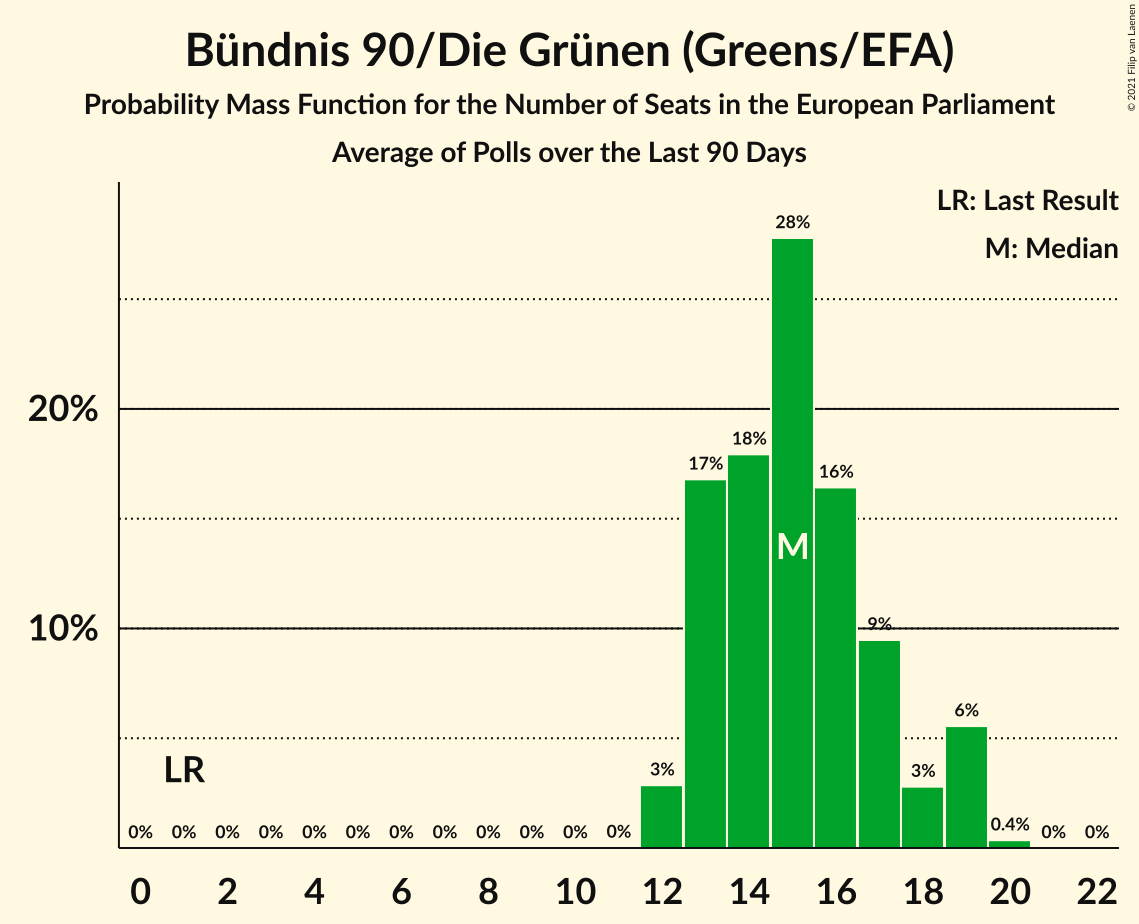 Bündnis 90/Die Grünen (Greens/EFA)
Probability Mass Function for the Number of Seats in the European Parliament
Average of Polls over the Last 90 Days
© 2021 Filip van Laenen
LR: Last Result
M: Median
28%
20%
18%
17%
16%
M
10%
9%
6%
LR
3%
3%
0% 0% 0% 0% 0% 0% 0% 0% 0% 0% 0% 0% 0.4% 0% 0%
0 2 4 6 8 10 12 14 16 18 20 22